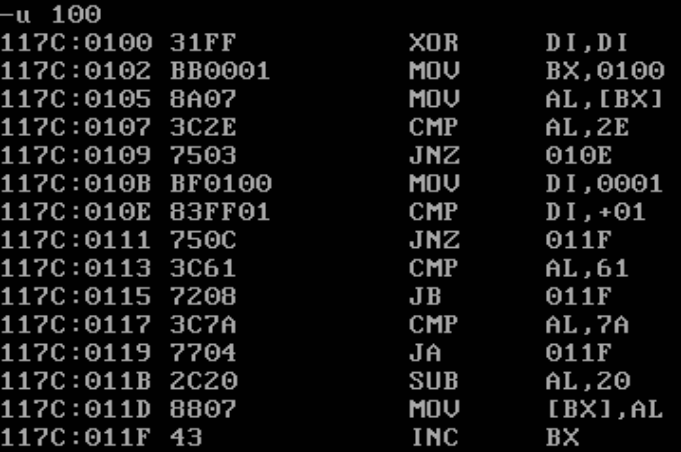 -u 100
117C:0100 31FF XOR DI,DI
117C:0102 BB0001 MOV BX,0100
117C:0105 8A07 MOV AL,[BX]
117C:0107 3C2E CMP AL,2E
117C:0109 7503 JNZ 010E
117C:010B BF0100 MOV DI,0001
117C:010E 83FF01 CMP DI,+01
117C:0111 750C JNZ 011F
117C:0113 3C61 CMP AL,61
117C:0115 7208 JB 011F
117C:0117 3C7A CMP AL,7A
117C:0119 7704 JA 011F
117C:011B 2C20 SUB AL,20
117C:011D 8807 MOV [BX],AL
117C:011F 43 INC BX